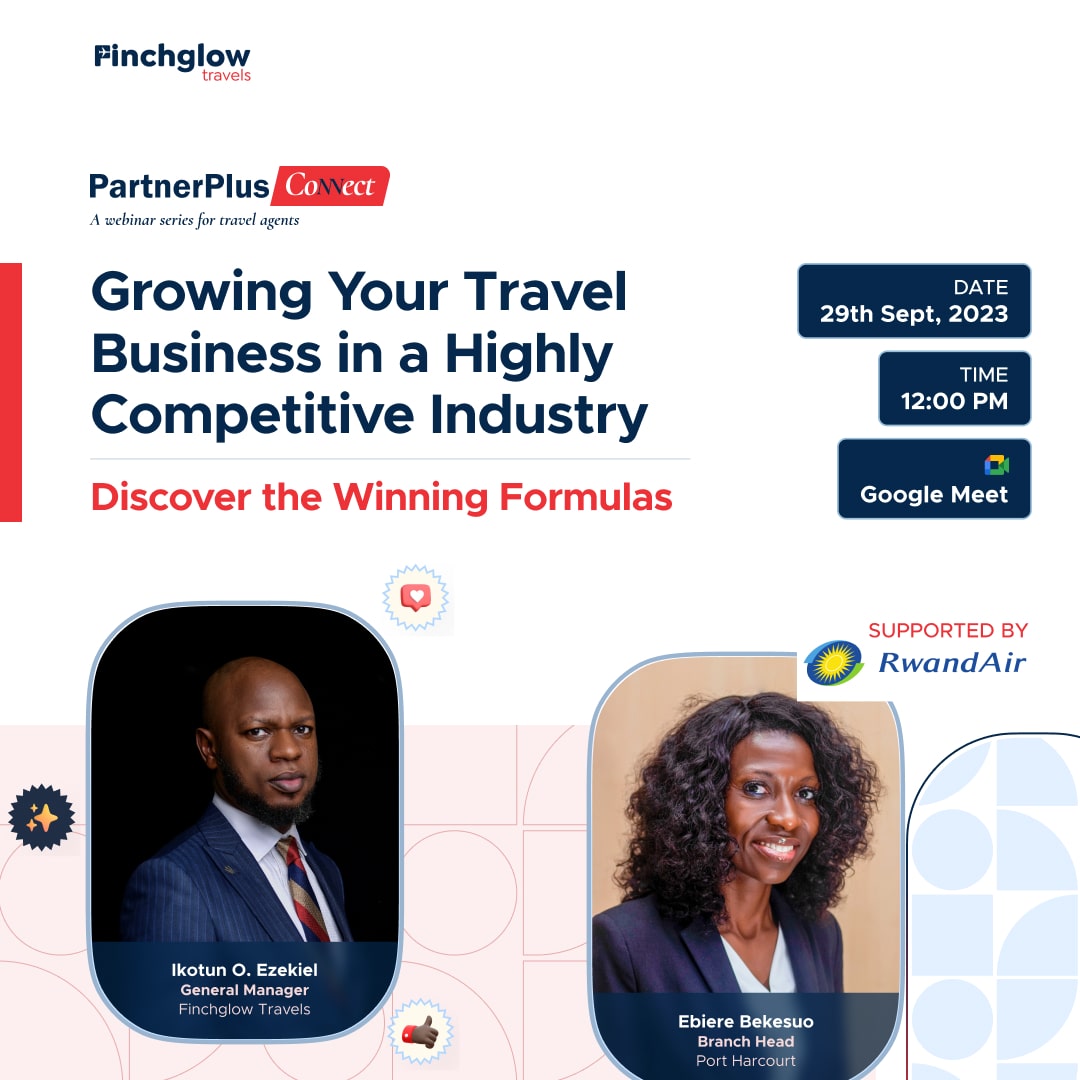 Finchglow
travels
PartnerPlus Connect
A webinar series for travel agents
Growing Your Travel
Business in a Highly
Competitive Industry
Discover the Winning Formulas
DATE
29th Sept, 2023
TIME
12:00 PM
Google Meet
SUPPORTED BY
RwandAir
Ikotun O. Ezekiel
General Manager
Finchglow Travels
Ebiere Bekesuo
Branch Head
Port Harcourt